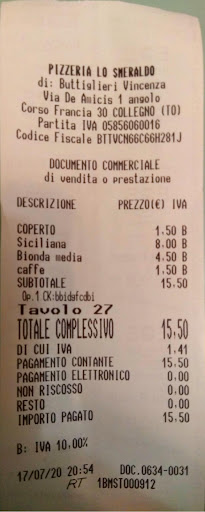 PIZZERIA LO SMERALDO
di: Buttiglieri Vincenza
Via De Amicis 1 angolo
Corso Francia 30 COLLEGNO (TO)
Partita IVA 05856060016
Codice Fiscale BTTVCN66C66H281J
DOCUMENTO COMMERCIALE
di vendita o prestazione
DESCRIZIONE PREZZO(€) IVA
COPERTO 1.50 B
Siciliana 8.00 B
Bionda media 4.50 B
caffe 1.50 B
SUBTOTALE 15.50
Op.1 CK:bbidafcdbi
Tavolo 27
TOTALE COMPLESSIVO 15,50
DI CUI IVA 1.41
PAGAMENTO CONTANTE 15.50
PAGAMENTO ELETTRONICO 0.00
NON RISCOSSO 0.00
RESTO 0.00
IMPORTO PAGATO 15.50
B: IVA 10,00%
17/07/20 20:54 DOC.0634-0031
RT 1BMST000912